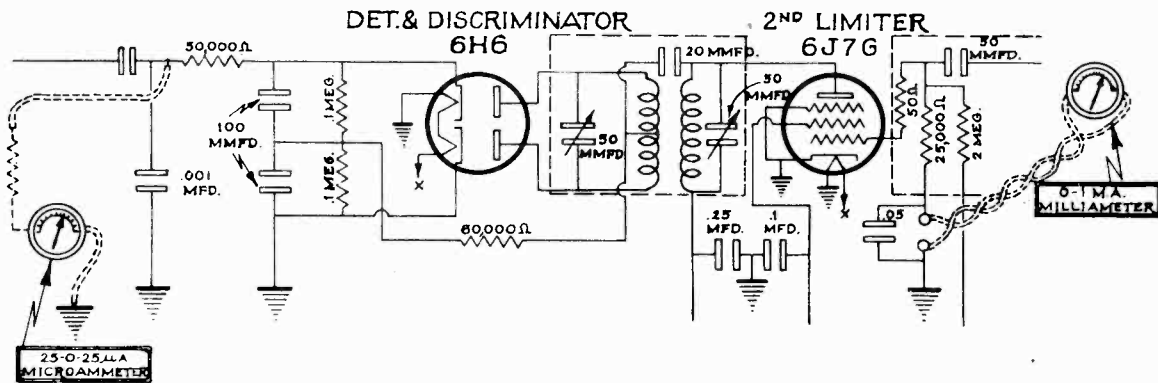 DET. & DISCRIMINATOR
6H6
2ND LIMITER
6J7G
50,000Ω
.1 MEG.
.1 MEG.
100
MMFD.
.001
MFD.
60,000Ω
50
MMFD.
20 MMFD.
50
MMFD.
X
X
.25
MFD.
.1
MFD.
50Ω
25,000Ω
2 MEG.
50
MMFD.
.05
0-1 M.A.
MILLIAMETER
25-0-25 µA
MICROAMMETER